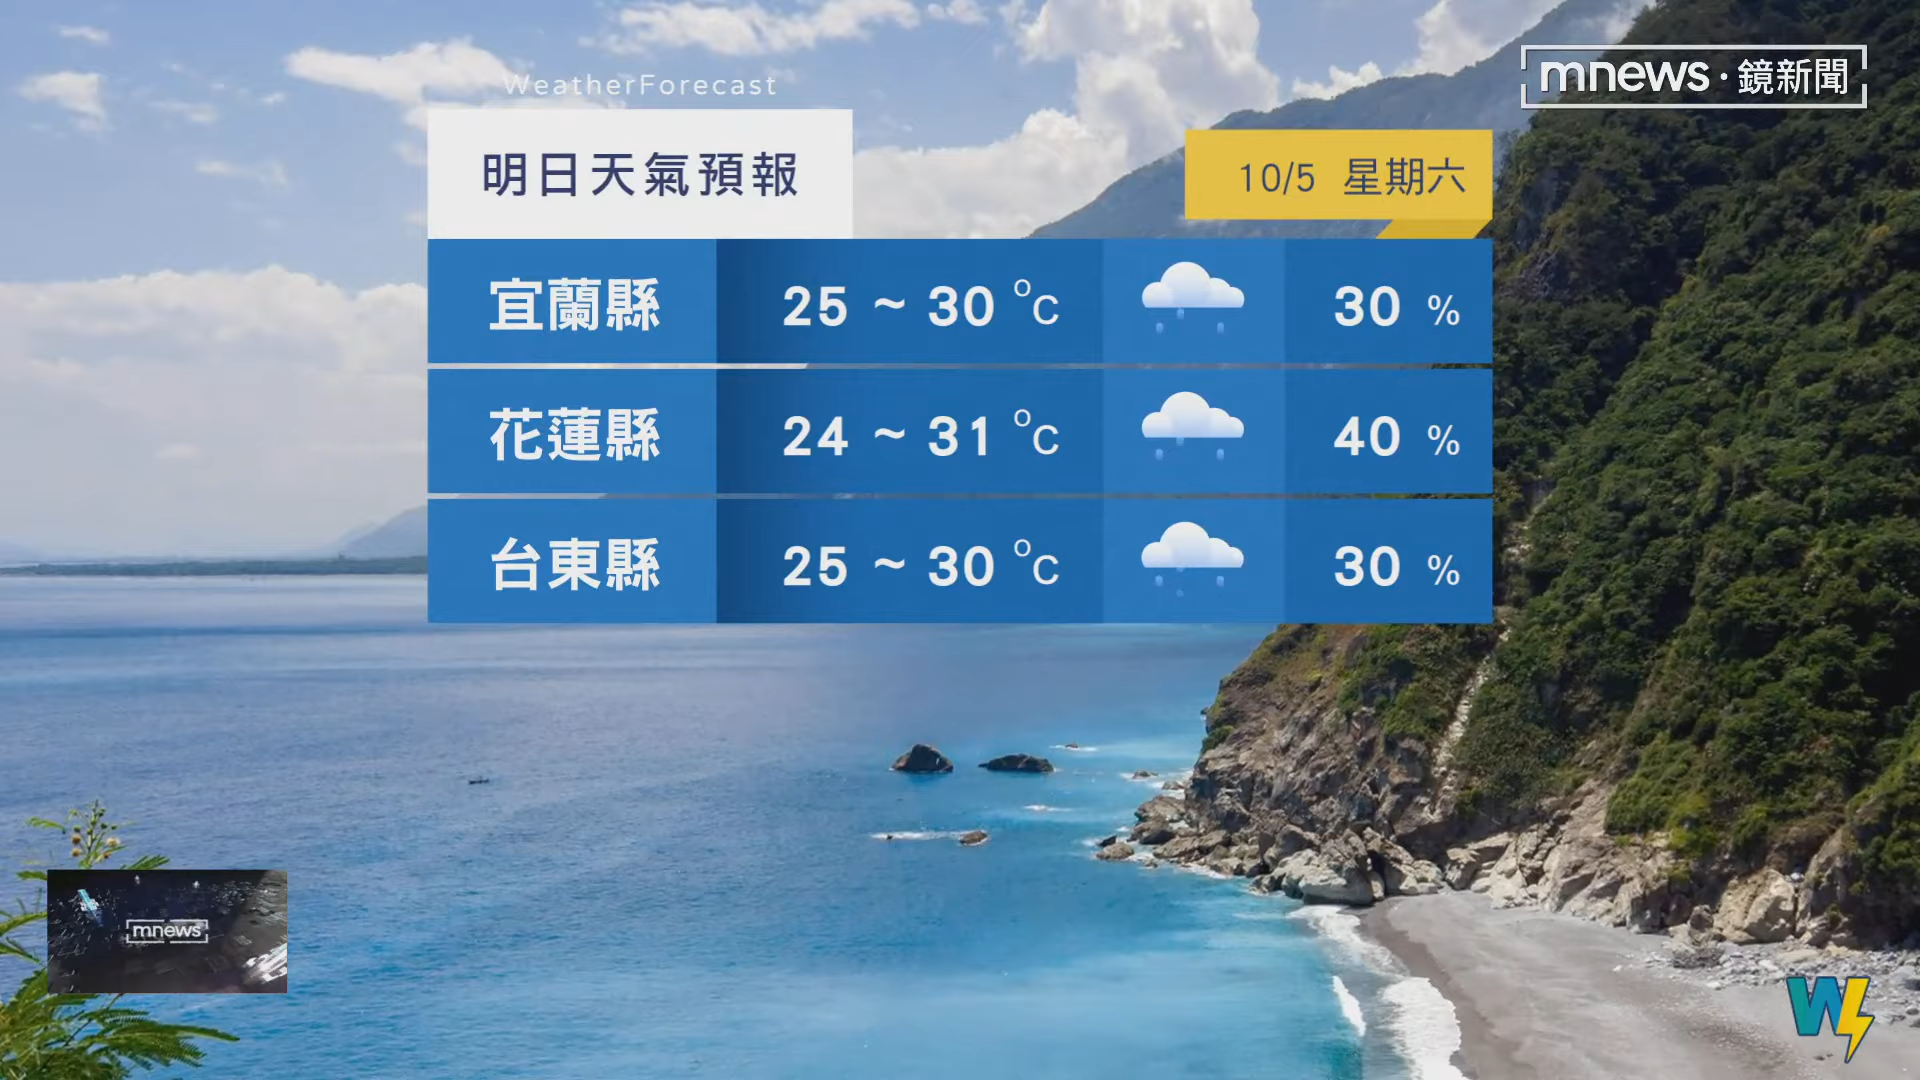 WeatherForecast
mnews·鏡新聞
明日天氣預報
10/5 星期六
宜蘭縣 25 ~ 30 °C 30 %
花蓮縣 24 ~ 31 °C 40 %
台東縣 25 ~ 30 °C 30 %
mnews
W